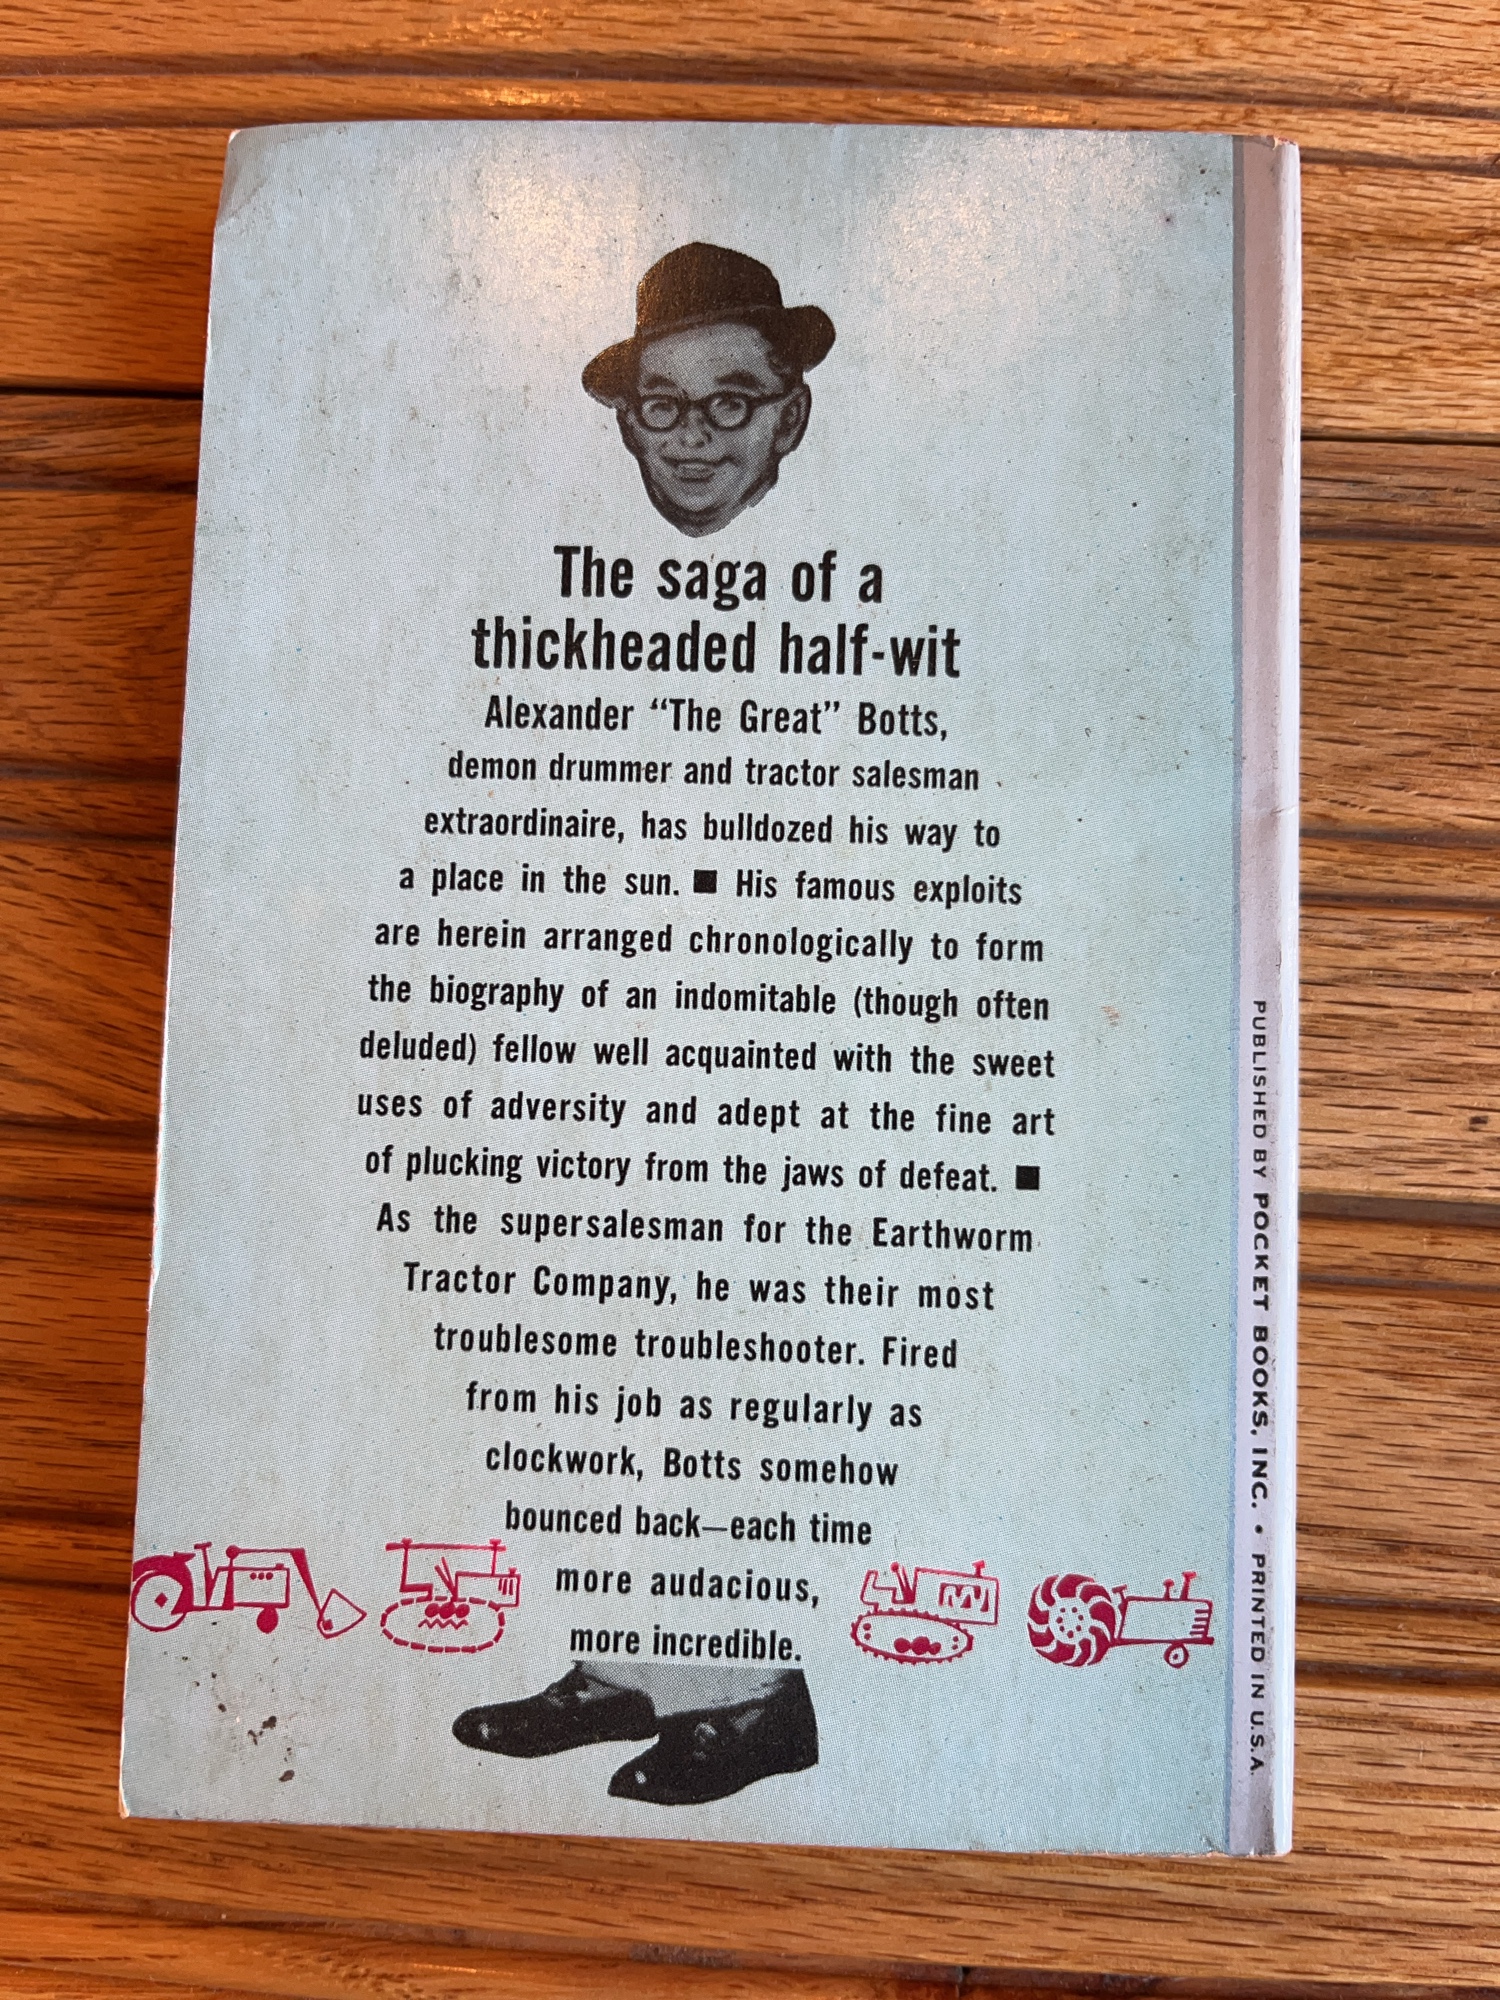 The saga of a
thickheaded half-wit
Alexander “The Great” Botts,
demon drummer and tractor salesman
extraordinaire, has bulldozed his way to
a place in the sun. ■ His famous exploits
are herein arranged chronologically to form
the biography of an indomitable (though often
deluded) fellow well acquainted with the sweet
uses of adversity and adept at the fine art
of plucking victory from the jaws of defeat. ■
As the supersalesman for the Earthworm
Tractor Company, he was their most
troublesome troubleshooter. Fired
from his job as regularly as
clockwork, Botts somehow
bounced back—each time
more audacious,
more incredible.
PUBLISHED BY POCKET BOOKS, INC. • PRINTED IN U.S.A.